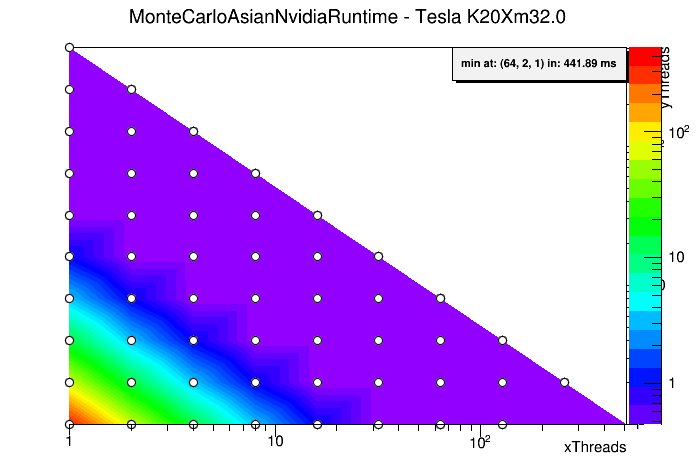 MonteCarloAsianNvidiaRuntime - Tesla K20Xm32.0
min at: (64, 2, 1) in: 441.89 ms
yThreads
10²
10
1
1
10
10²
xThreads